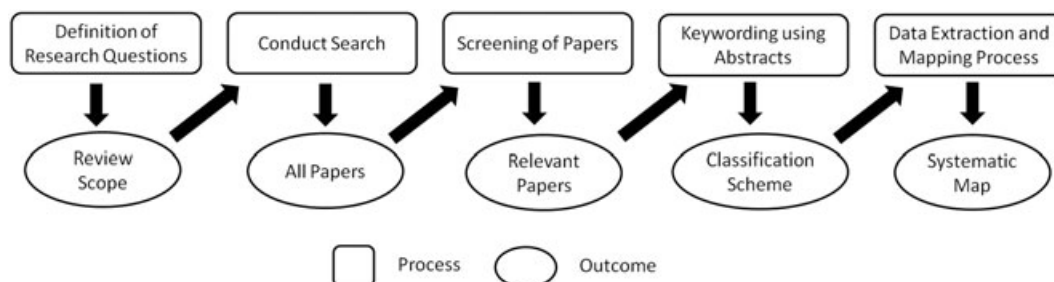 Definition of
Research Questions
Conduct Search
Screening of Papers
Keywording using
Abstracts
Data Extraction and
Mapping Process
Review
Scope
All Papers
Relevant
Papers
Classification
Scheme
Systematic
Map
Process
Outcome